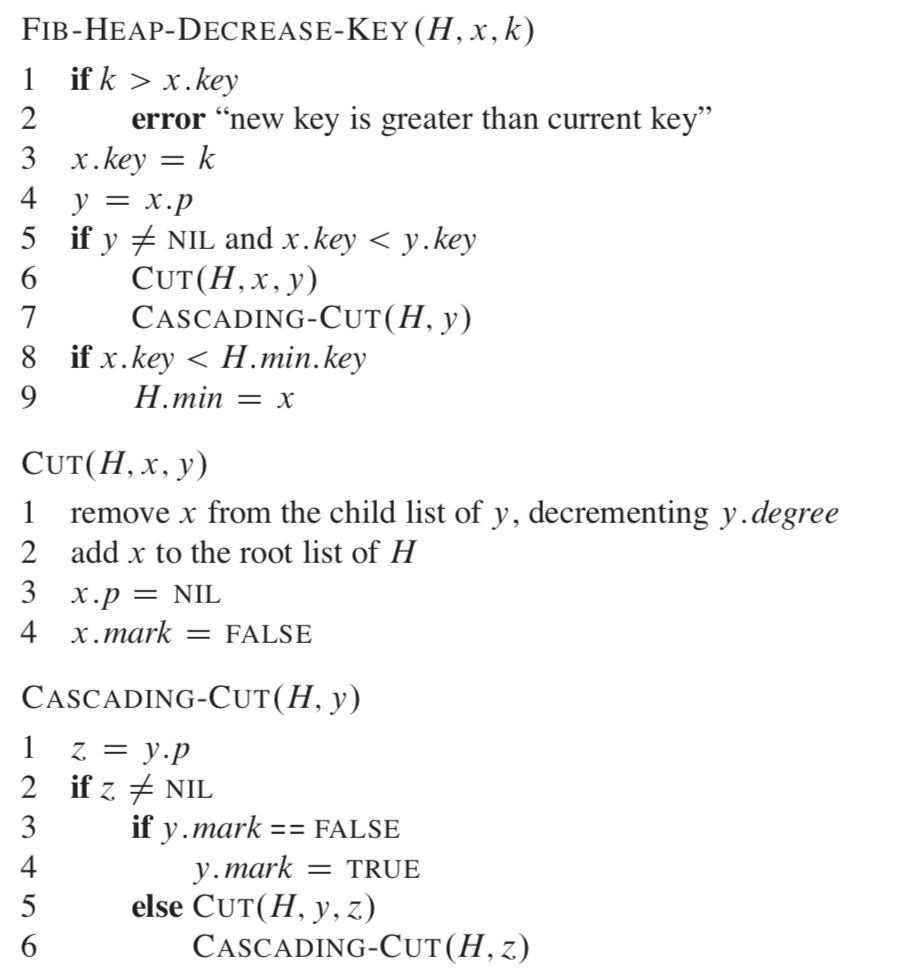 FIB-HEAP-DECREASE-KEY(H, x, k)
1 if k > x.key
2 error “new key is greater than current key”
3 x.key = k
4 y = x.p
5 if y ≠ NIL and x.key < y.key
6 CUT(H, x, y)
7 CASCADING-CUT(H, y)
8 if x.key < H.min.key
9 H.min = x
CUT(H, x, y)
1 remove x from the child list of y, decrementing y.degree
2 add x to the root list of H
3 x.p = NIL
4 x.mark = FALSE
CASCADING-CUT(H, y)
1 z = y.p
2 if z ≠ NIL
3 if y.mark == FALSE
4 y.mark = TRUE
5 else CUT(H, y, z)
6 CASCADING-CUT(H, z)